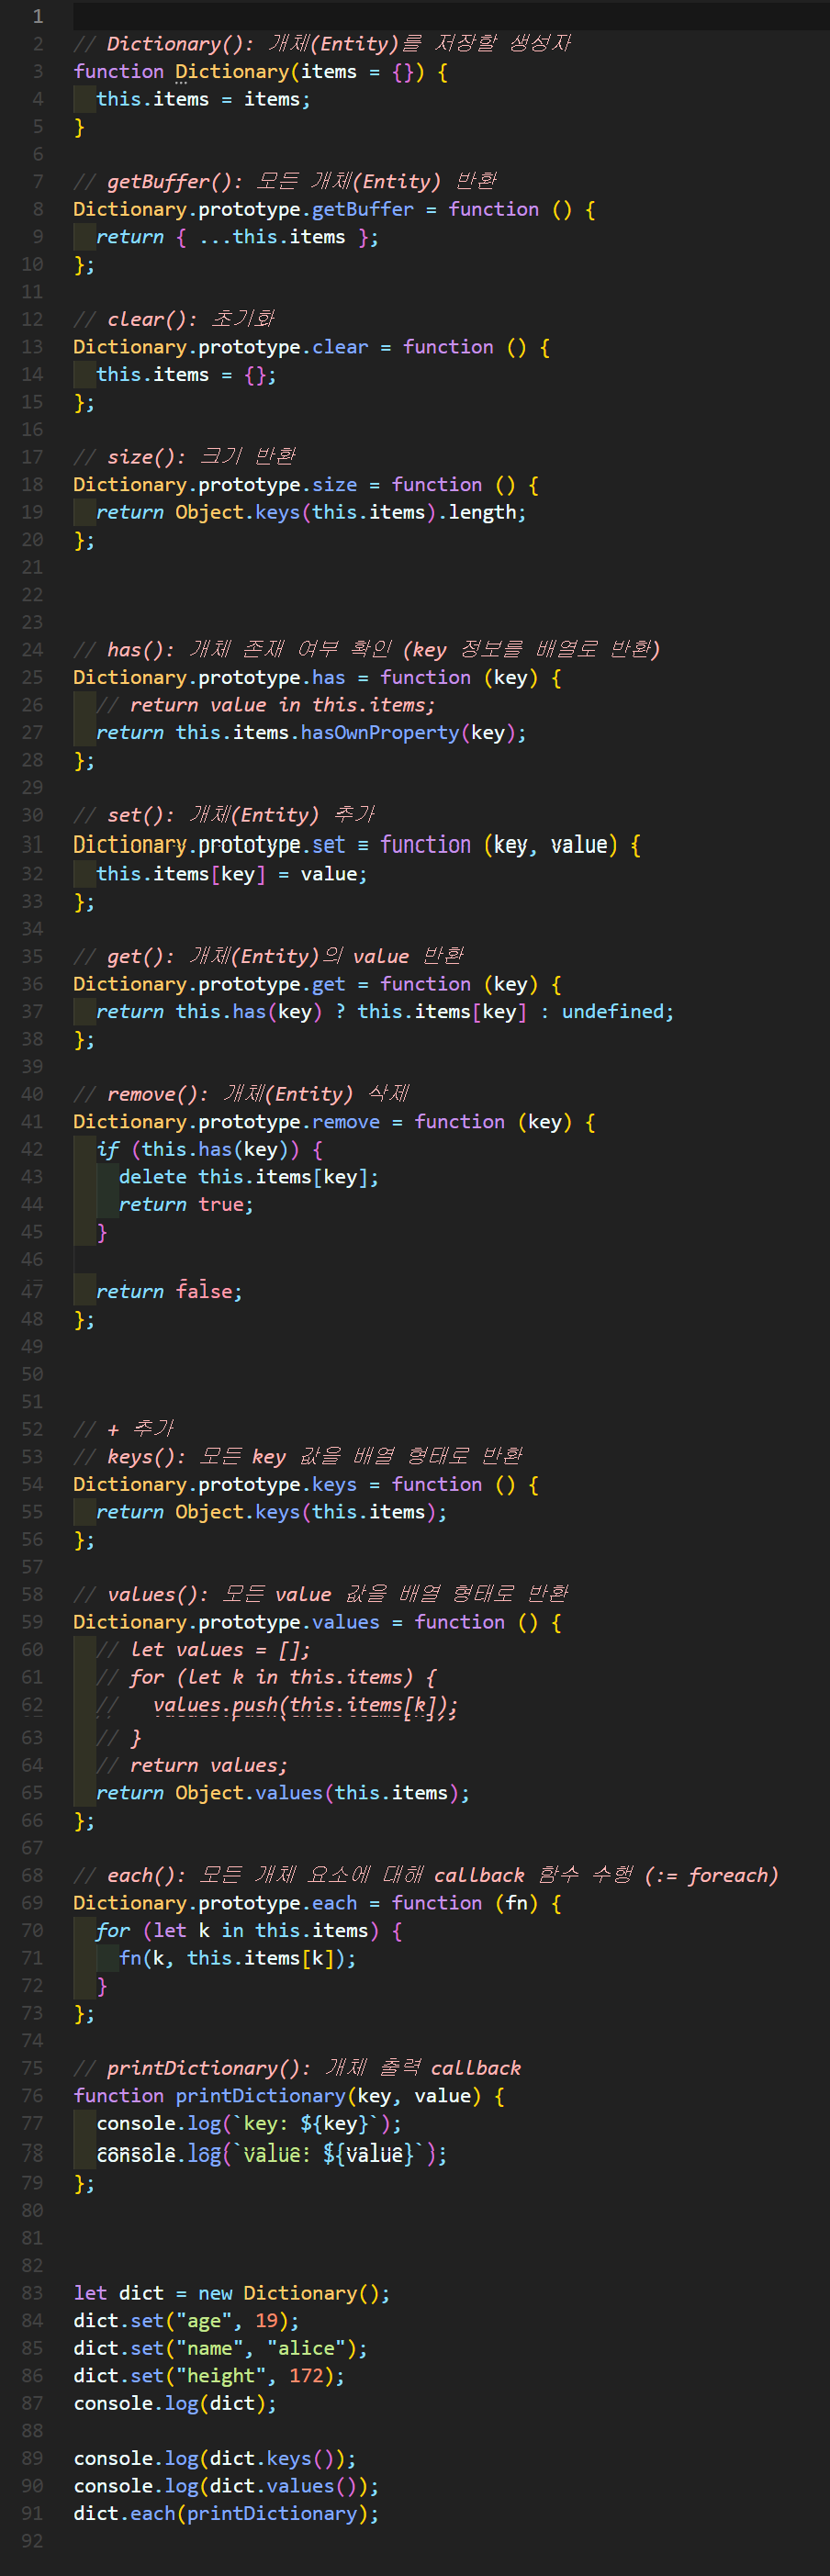 1
2 // Dictionary(): 개체(Entity)를 저장할 생성자
3 function Dictionary(items = {}) {
4   this.items = items;
5 }
6
7 // getBuffer(): 모든 개체(Entity) 반환
8 Dictionary.prototype.getBuffer = function () {
9   return { ...this.items };
10 };
11
12 // clear(): 초기화
13 Dictionary.prototype.clear = function () {
14   this.items = {};
15 };
16
17 // size(): 크기 반환
18 Dictionary.prototype.size = function () {
19   return Object.keys(this.items).length;
20 };
21
22
23
24 // has(): 개체 존재 여부 확인 (key 정보를 배열로 반환)
25 Dictionary.prototype.has = function (key) {
26   // return value in this.items;
27   return this.items.hasOwnProperty(key);
28 };
29
30 // set(): 개체(Entity) 추가
31 Dictionary.prototype.set = function (key, value) {
32   this.items[key] = value;
33 };
34
35 // get(): 개체(Entity)의 value 반환
36 Dictionary.prototype.get = function (key) {
37   return this.has(key) ? this.items[key] : undefined;
38 };
39
40 // remove(): 개체(Entity) 삭제
41 Dictionary.prototype.remove = function (key) {
42   if (this.has(key)) {
43     delete this.items[key];
44     return true;
45   }
46
47   return false;
48 };
49
50
51
52 // + 추가
53 // keys(): 모든 key 값을 배열 형태로 반환
54 Dictionary.prototype.keys = function () {
55   return Object.keys(this.items);
56 };
57
58 // values(): 모든 value 값을 배열 형태로 반환
59 Dictionary.prototype.values = function () {
60   // let values = [];
61   // for (let k in this.items) {
62   //   values.push(this.items[k]);
63   // }
64   // return values;
65   return Object.values(this.items);
66 };
67
68 // each(): 모든 개체 요소에 대해 callback 함수 수행 (:= foreach)
69 Dictionary.prototype.each = function (fn) {
70   for (let k in this.items) {
71     fn(k, this.items[k]);
72   }
73 };
74
75 // printDictionary(): 개체 출력 callback
76 function printDictionary(key, value) {
77   console.log(`key: ${key}`);
78   console.log(`value: ${value}`);
79 };
80
81
82
83 let dict = new Dictionary();
84 dict.set("age", 19);
85 dict.set("name", "alice");
86 dict.set("height", 172);
87 console.log(dict);
88
89 console.log(dict.keys());
90 console.log(dict.values());
91 dict.each(printDictionary);
92